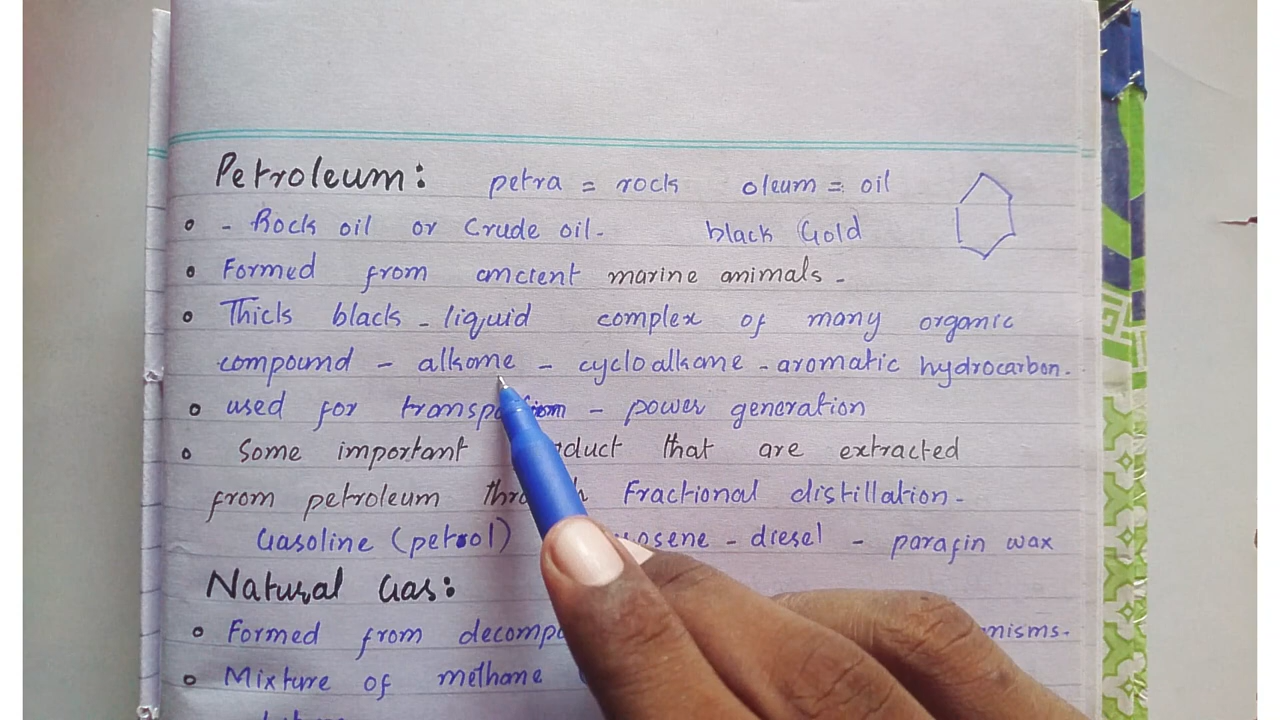 Petroleum: petra = rock oleum = oil
- Rock oil or Crude oil- black Gold
Formed from ancient marine animals-
Thick black - liquid complex of many organic
compound - alkane - cycloalkane - aromatic hydrocarbon.
used for - power generation
Some important that are extracted
from petroleum Fractional distillation-
Gasoline (petrol) - diesel - parafin wax
Natural Gas:
Formed from
Mixture of methane